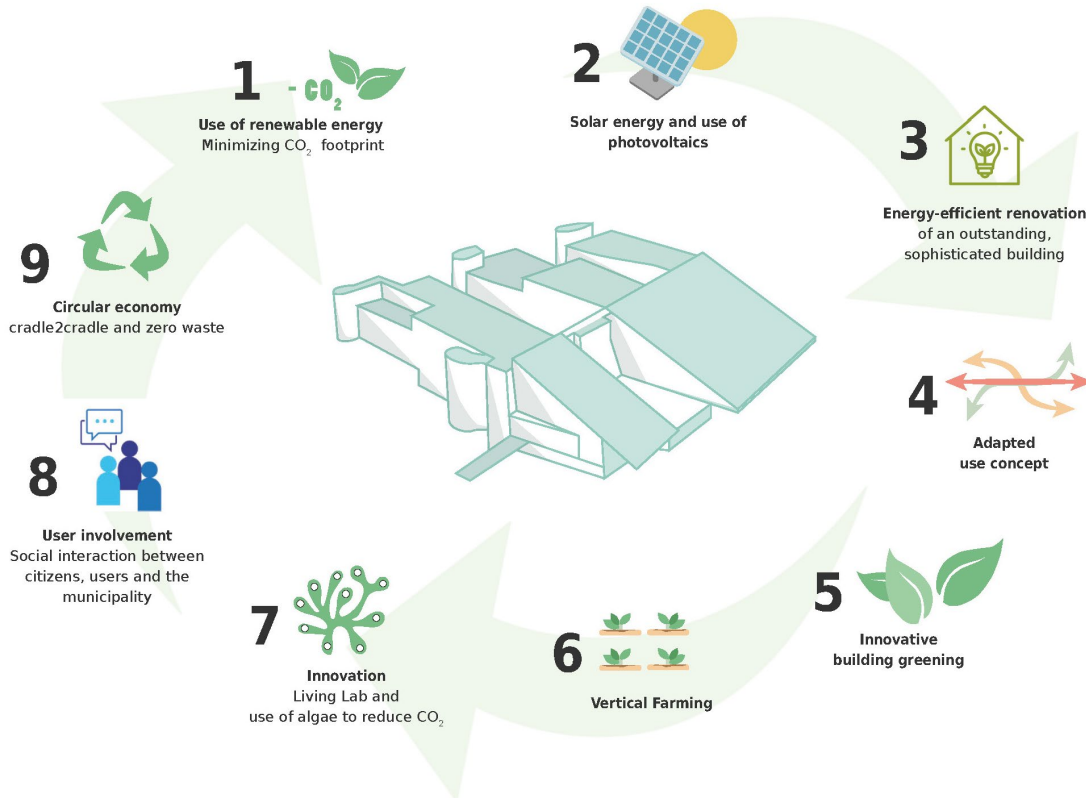 1
- CO₂
Use of renewable energy
Minimizing CO₂ footprint
2
Solar energy and use of
photovoltaics
3
Energy-efficient renovation
of an outstanding,
sophisticated building
4
Adapted
use concept
5
Innovative
building greening
6
Vertical Farming
7
Innovation
Living Lab and
use of algae to reduce CO₂
8
User involvement
Social interaction between
citizens, users and the
municipality
9
Circular economy
cradle2cradle and zero waste